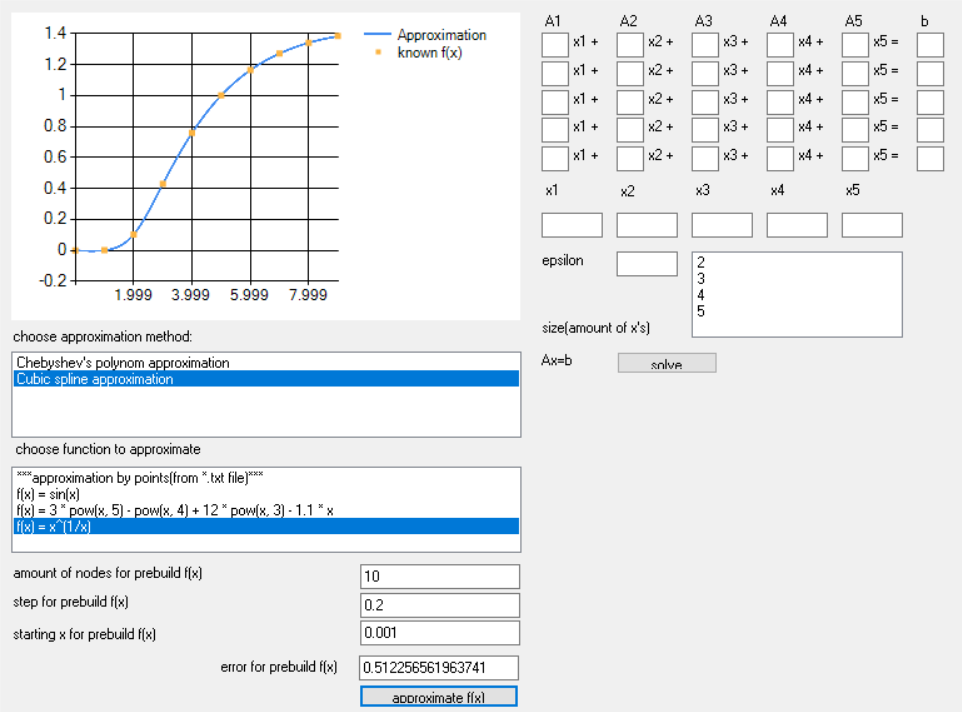 1.4
1.2
1
0.8
0.6
0.4
0.2
0
-0.2
1.999 3.999 5.999 7.999
Approximation
known f(x)
choose approximation method:
Chebyshev's polynom approximation
Cubic spline approximation
choose function to approximate
***approximation by points(from *.txt file)***
f(x) = sin(x)
f(x) = 3 * pow(x, 5) - pow(x, 4) + 12 * pow(x, 3) - 1.1 * x
f(x) = x^(1/x)
amount of nodes for prebuild f(x) 10
step for prebuild f(x) 0.2
starting x for prebuild f(x) 0.001
error for prebuild f(x) 0.512256561963741
approximate f(x)
A1 A2 A3 A4 A5 b
x1 + x2 + x3 + x4 + x5 =
x1 + x2 + x3 + x4 + x5 =
x1 + x2 + x3 + x4 + x5 =
x1 + x2 + x3 + x4 + x5 =
x1 + x2 + x3 + x4 + x5 =
x1 x2 x3 x4 x5
epsilon
2
3
4
5
size(amount of x's)
Ax=b solve